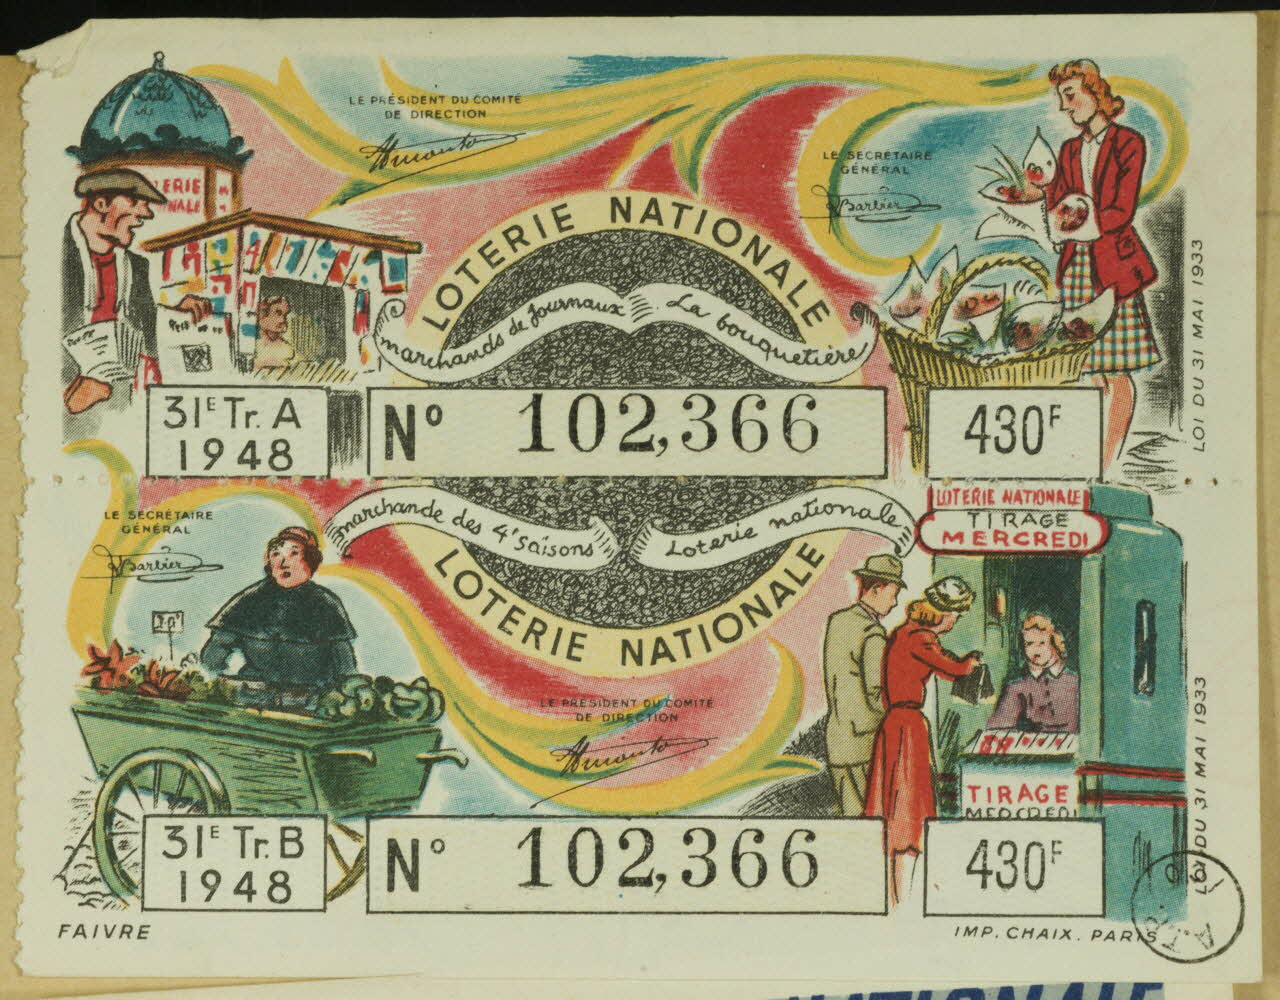 LE PRÉSIDENT DU COMITÉ
DE DIRECTION
LE SECRÉTAIRE
GÉNÉRAL
Barbier
LOTERIE NATIONALE
marchands de journaux
La bouquetière
31E Tr. A
1948
N° 102,366
430F
LOI DU 31 MAI 1933
marchande des 4 saisons
Loterie nationale
LOTERIE NATIONALE
LE SECRÉTAIRE
GÉNÉRAL
Barbier
LOTERIE NATIONALE
TIRAGE
MERCREDI
LE PRÉSIDENT DU COMITÉ
DE DIRECTION
TIRAGE
MERCREDI
31E Tr. B
1948
N° 102,366
430F
LOI DU 31 MAI 1933
FAIVRE
IMP. CHAIX. PARIS